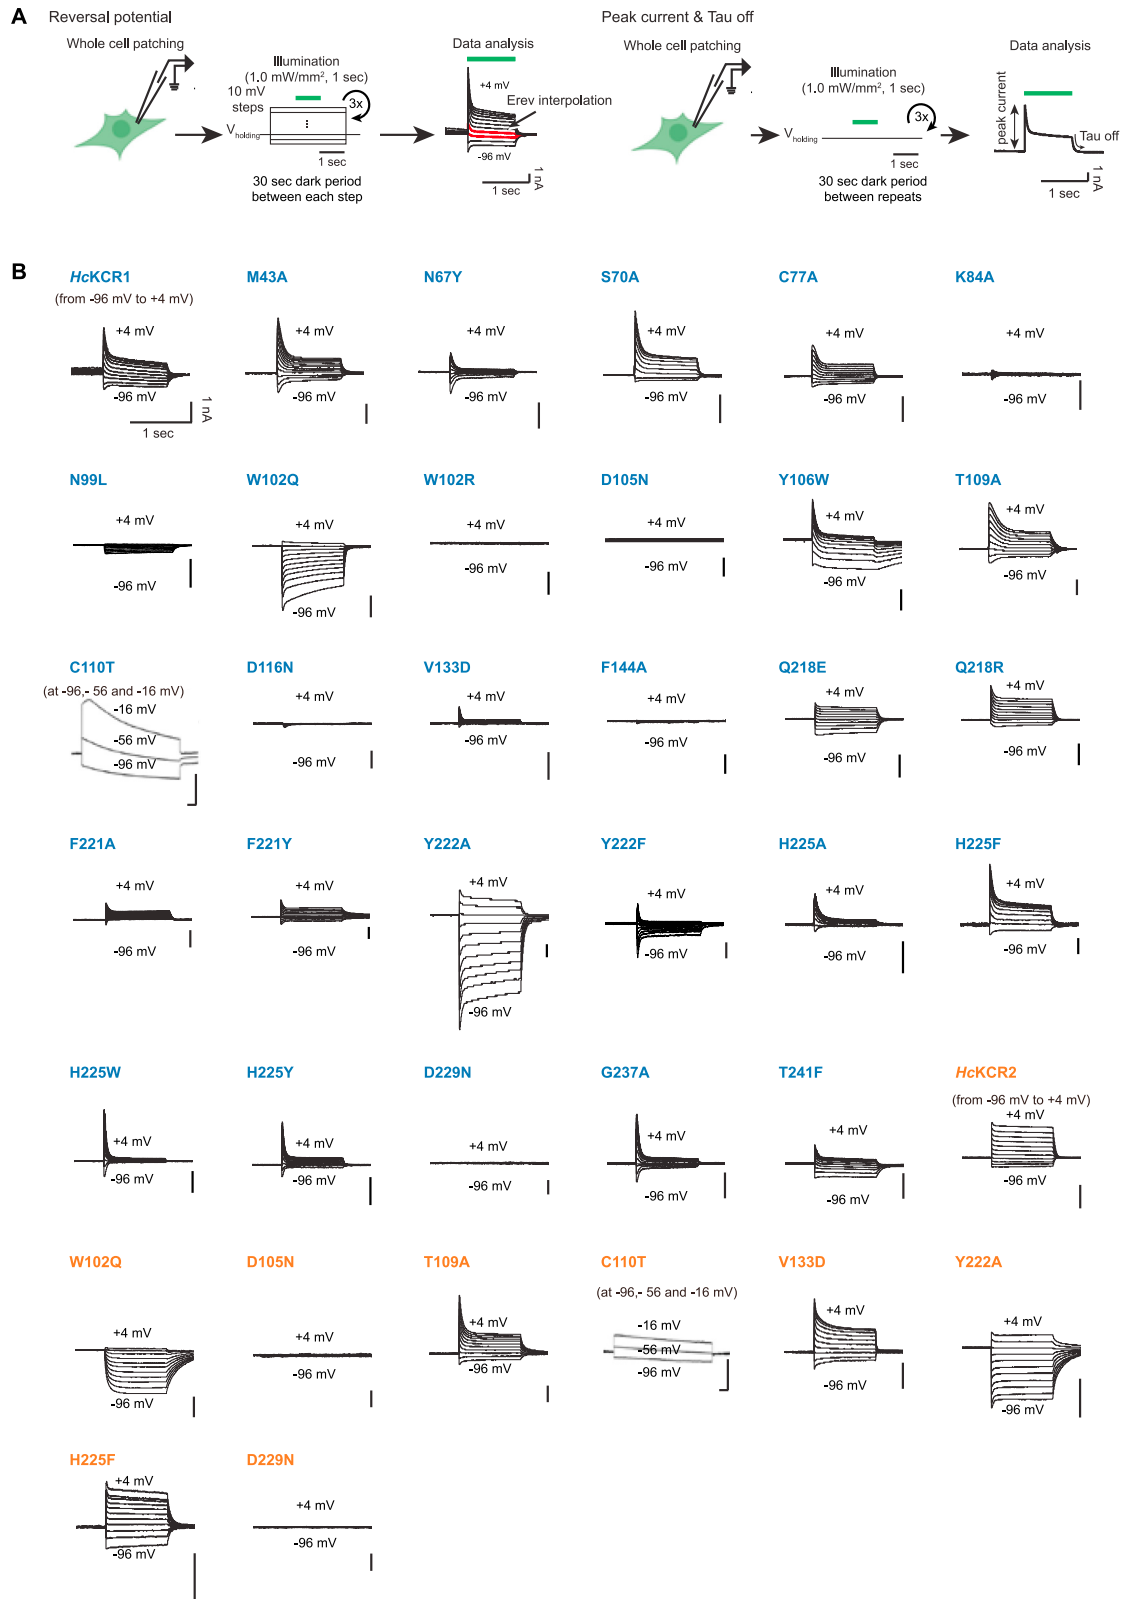 A
Reversal potential
Peak current & Tau off
Whole cell patching
Illumination
(1.0 mW/mm², 1 sec)
10 mV
steps
3x
Vholding
1 sec
30 sec dark period
between each step
Data analysis
+4 mV
Erev interpolation
-96 mV
1 nA
1 sec
Whole cell patching
Illumination
(1.0 mW/mm², 1 sec)
3x
Vholding
1 sec
30 sec dark period
between repeats
Data analysis
peak current
Tau off
1 nA
1 sec
B
HcKCR1
(from -96 mV to +4 mV)
+4 mV
-96 mV
1 nA
1 sec
M43A
+4 mV
-96 mV
N67Y
+4 mV
-96 mV
S70A
+4 mV
-96 mV
C77A
+4 mV
-96 mV
K84A
+4 mV
-96 mV
N99L
+4 mV
-96 mV
W102Q
+4 mV
-96 mV
W102R
+4 mV
-96 mV
D105N
+4 mV
-96 mV
Y106W
+4 mV
-96 mV
T109A
+4 mV
-96 mV
C110T
(at -96,- 56 and -16 mV)
-16 mV
-56 mV
-96 mV
D116N
+4 mV
-96 mV
V133D
+4 mV
-96 mV
F144A
+4 mV
-96 mV
Q218E
+4 mV
-96 mV
Q218R
+4 mV
-96 mV
F221A
+4 mV
-96 mV
F221Y
+4 mV
-96 mV
Y222A
+4 mV
-96 mV
Y222F
+4 mV
-96 mV
H225A
+4 mV
-96 mV
H225F
+4 mV
-96 mV
H225W
+4 mV
-96 mV
H225Y
+4 mV
-96 mV
D229N
+4 mV
-96 mV
G237A
+4 mV
-96 mV
T241F
+4 mV
-96 mV
HcKCR2
(from -96 mV to +4 mV)
+4 mV
-96 mV
W102Q
+4 mV
-96 mV
D105N
+4 mV
-96 mV
T109A
+4 mV
-96 mV
C110T
(at -96,- 56 and -16 mV)
-16 mV
-56 mV
-96 mV
V133D
+4 mV
-96 mV
Y222A
+4 mV
-96 mV
H225F
+4 mV
-96 mV
D229N
+4 mV
-96 mV